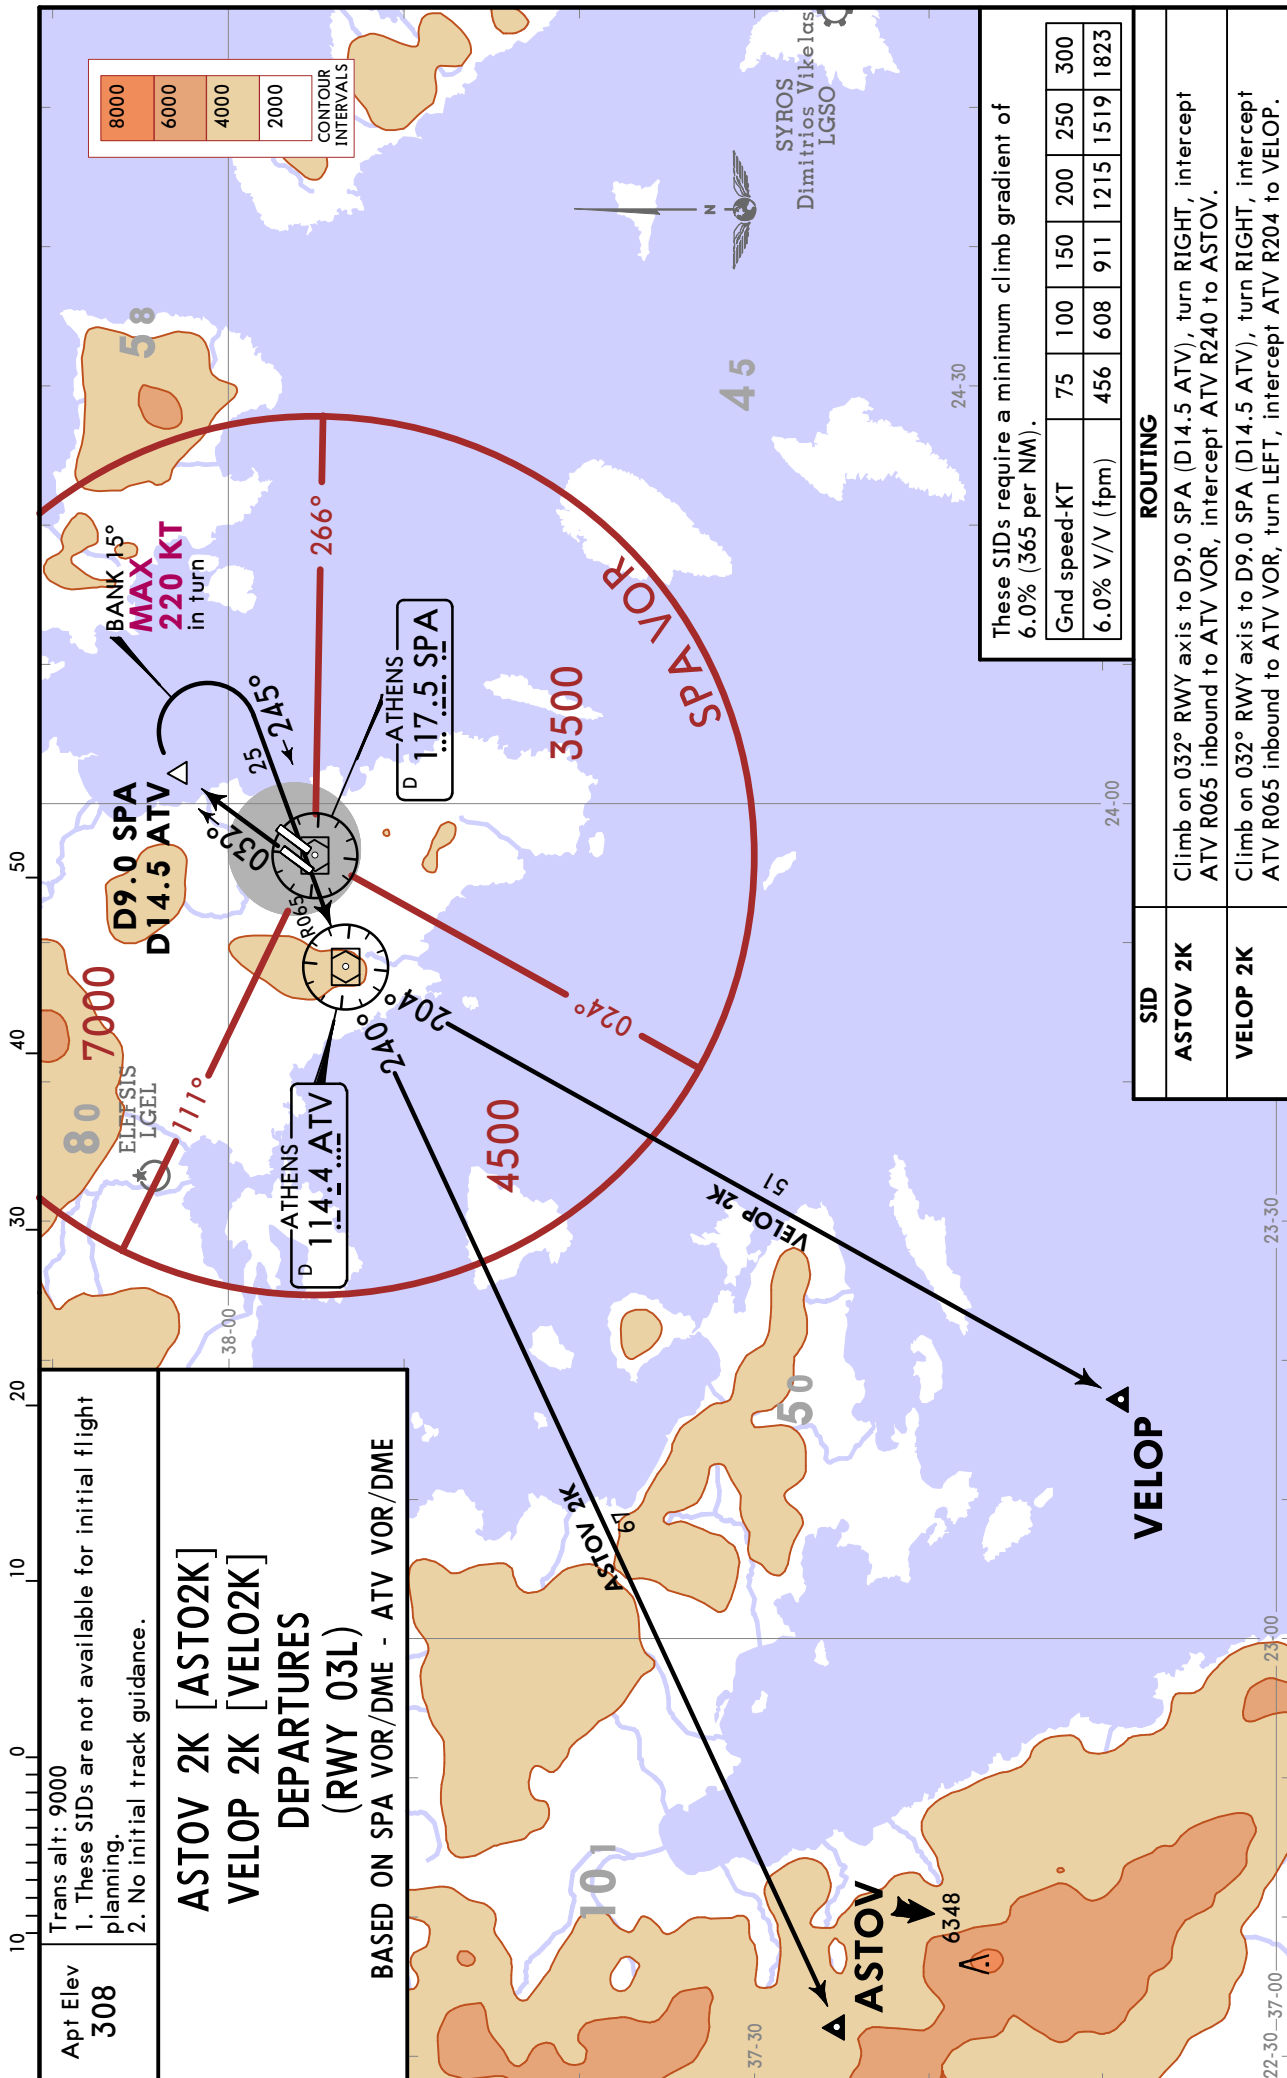 Apt Elev
308
Trans alt: 9000
1. These SIDs are not available for initial flight
planning.
2. No initial track guidance.
ASTOV 2K [ASTO2K]
VELOP 2K [VELO2K]
DEPARTURES
(RWY 03L)
BASED ON SPA VOR/DME - ATV VOR/DME
10
0
10
20
30
40
50
8000
6000
4000
2000
CONTOUR
INTERVALS
58
80
7000
ELEFSIS
LGEL
D9.0 SPA
D14.5 ATV
BANK 15°
MAX
220 KT
in turn
111°
032°
25
245°
R065
266°
38-00
ATHENS
D
114.4 ATV
ATHENS
D
117.5 SPA
240°
204°
024°
4500
3500
SPA VOR
45
SYROS
Dimitrios Vikelas
LGSO
N
ASTOV 2K
67
VELOP 2K
51
50
101
37-30
ASTOV
6348
VELOP
24-30
24-00
23-30
23-00
22-30
37-00
These SIDs require a minimum climb gradient of
6.0% (365 per NM).
Gnd speed-KT 75 100 150 200 250 300
6.0% V/V (fpm) 456 608 911 1215 1519 1823
SID ROUTING
ASTOV 2K Climb on 032° RWY axis to D9.0 SPA (D14.5 ATV), turn RIGHT, intercept
ATV R065 inbound to ATV VOR, intercept ATV R240 to ASTOV.
VELOP 2K Climb on 032° RWY axis to D9.0 SPA (D14.5 ATV), turn RIGHT, intercept
ATV R065 inbound to ATV VOR, turn LEFT, intercept ATV R204 to VELOP.